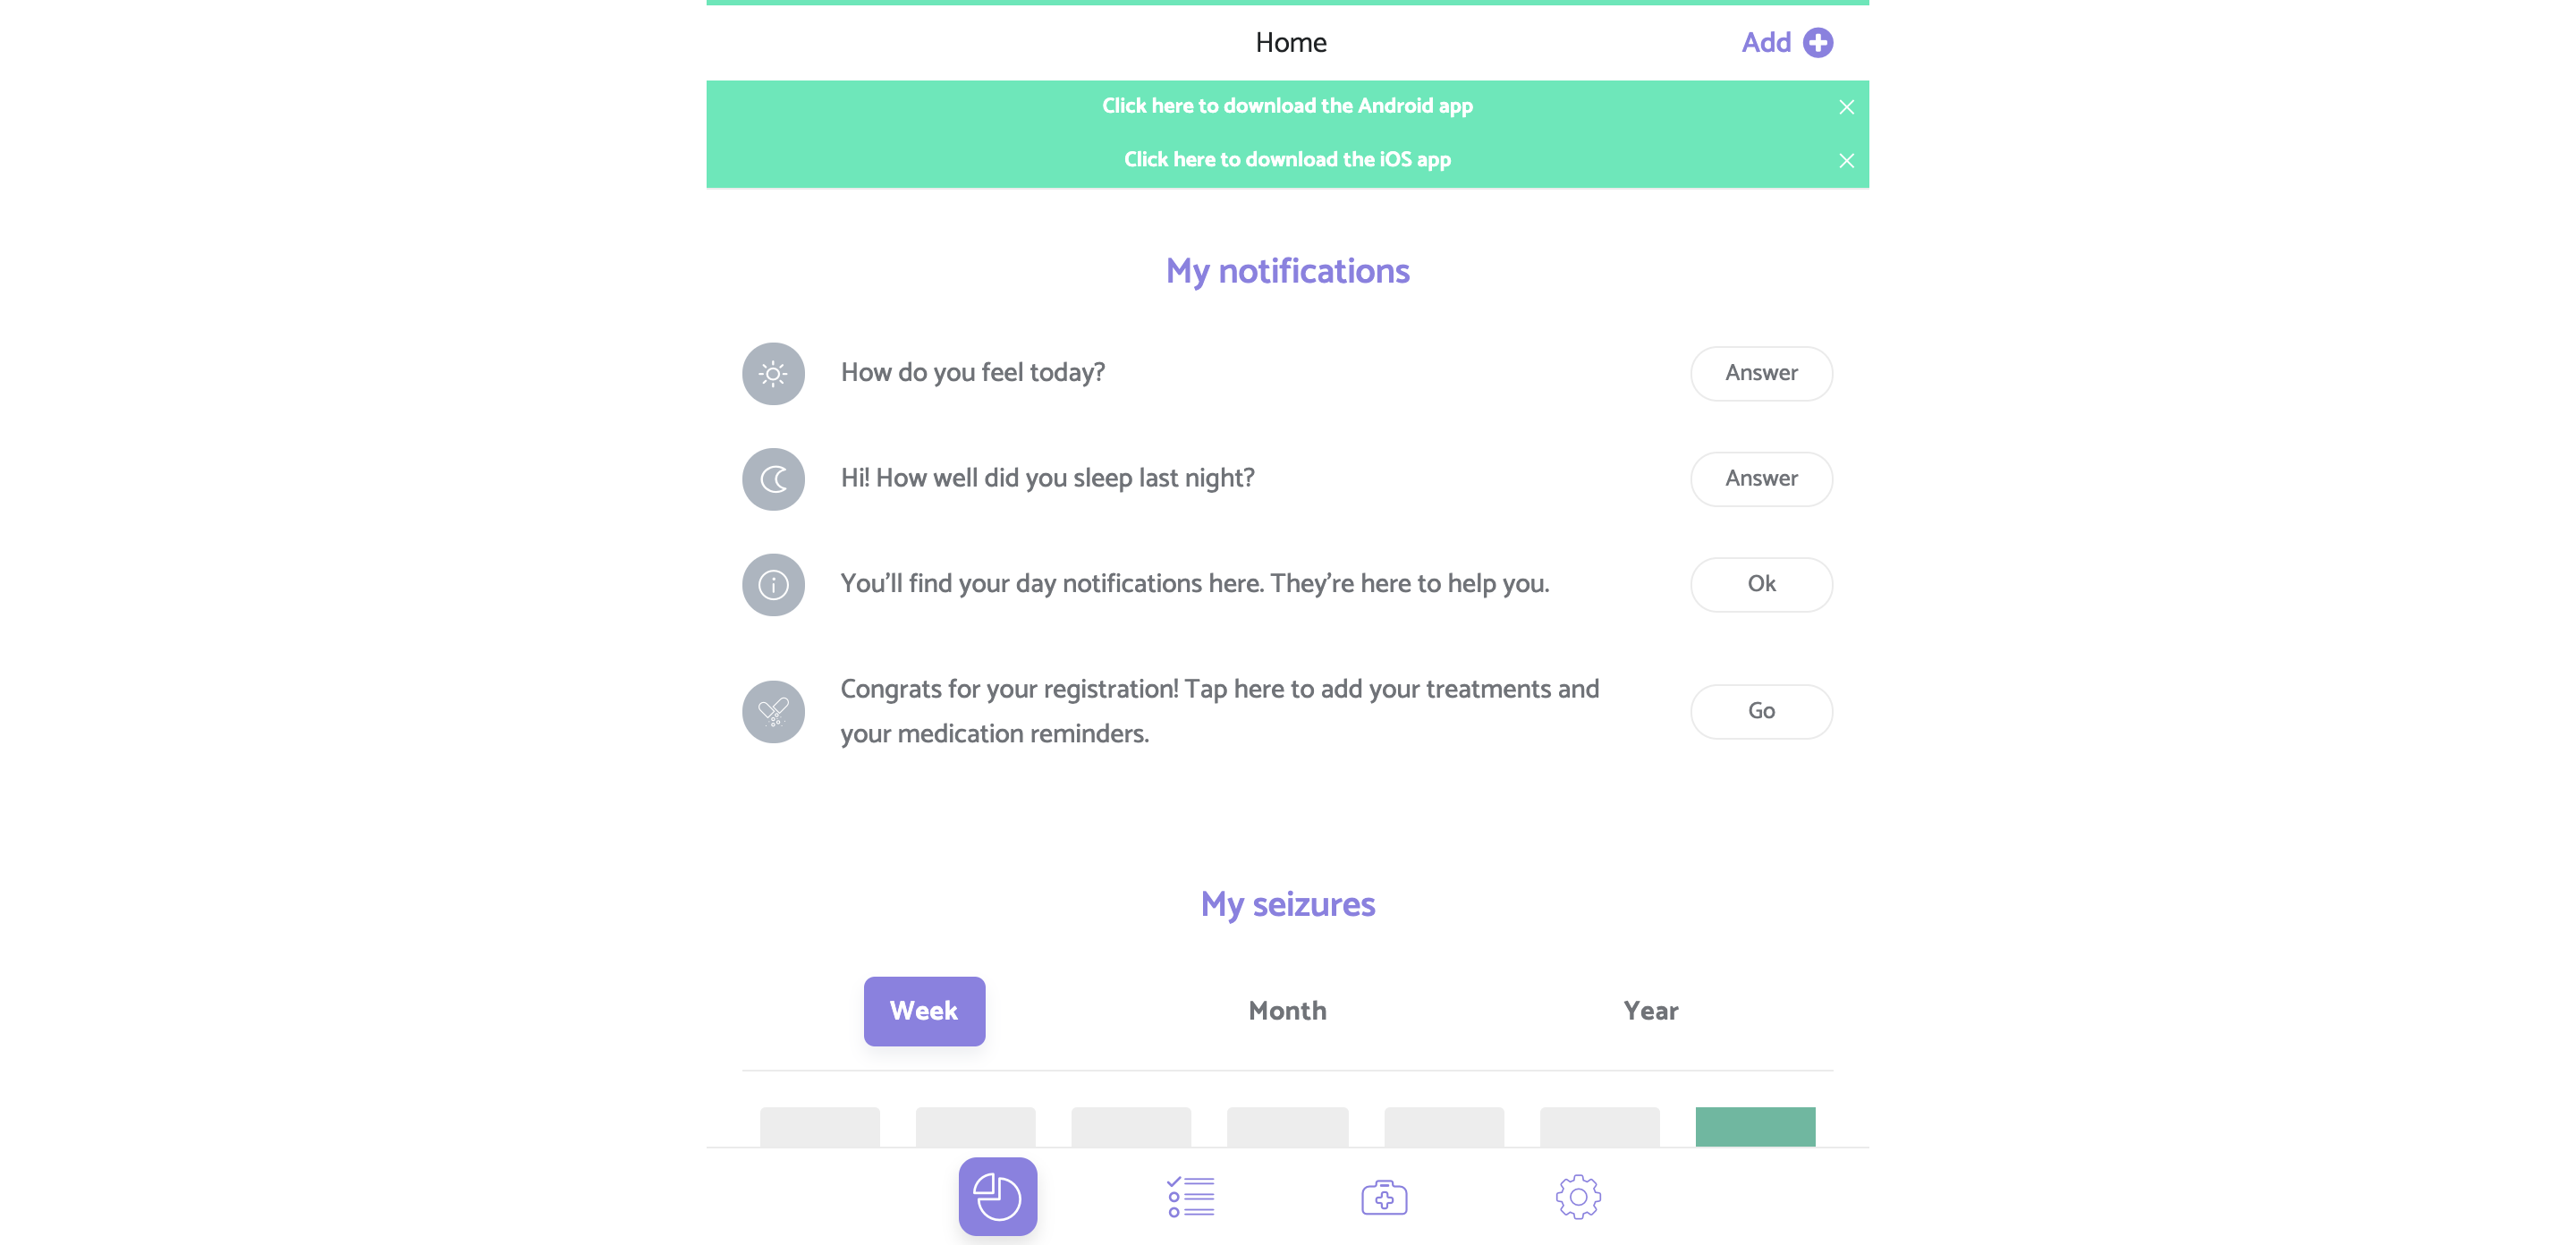 Home
Add
Click here to download the Android app
Click here to download the iOS app
My notifications
How do you feel today?
Answer
Hi! How well did you sleep last night?
Answer
You’ll find your day notifications here. They’re here to help you.
Ok
Congrats for your registration! Tap here to add your treatments and
your medication reminders.
Go
My seizures
Week
Month
Year